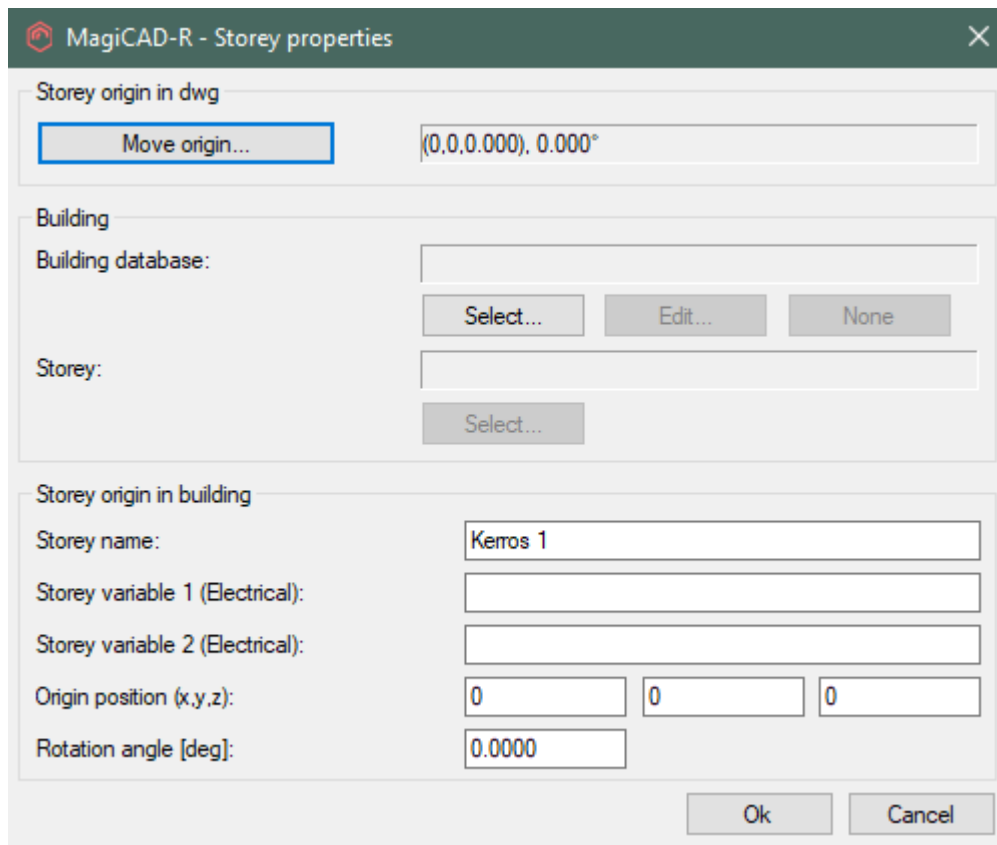 MagiCAD-R - Storey properties
Storey origin in dwg
Move origin... (0,0,0.000), 0.000°
Building
Building database:
Select... Edit... None
Storey:
Select...
Storey origin in building
Storey name: Kerros 1
Storey variable 1 (Electrical):
Storey variable 2 (Electrical):
Origin position (x,y,z): 0 0 0
Rotation angle [deg]: 0.0000
Ok Cancel